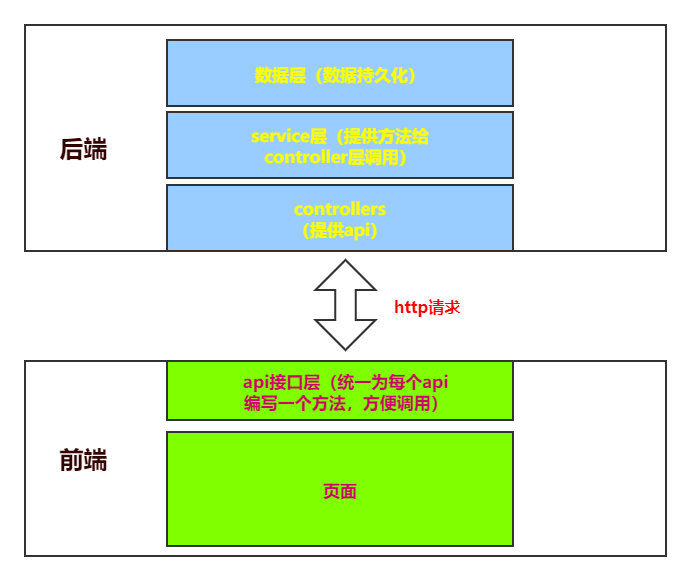 数据层（数据持久化）
后端
service层（提供方法给
controller层调用）
controllers
（提供api）
http请求
api接口层（统一为每个api
编写一个方法，方便调用）
前端
页面